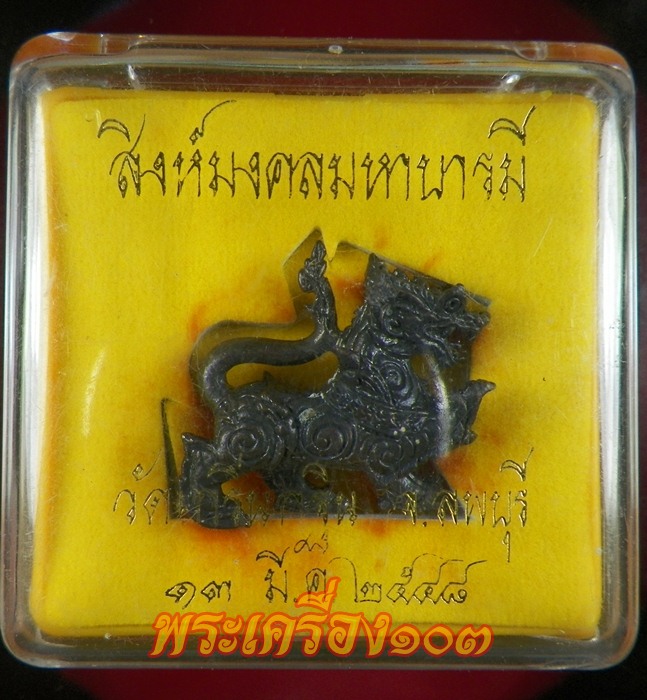 สิงห์มงคลมหาบารมี
จ.ลพบุรี
๑๓ มี ค ๒๕๔๘
พระเครื่อง๑๐๓